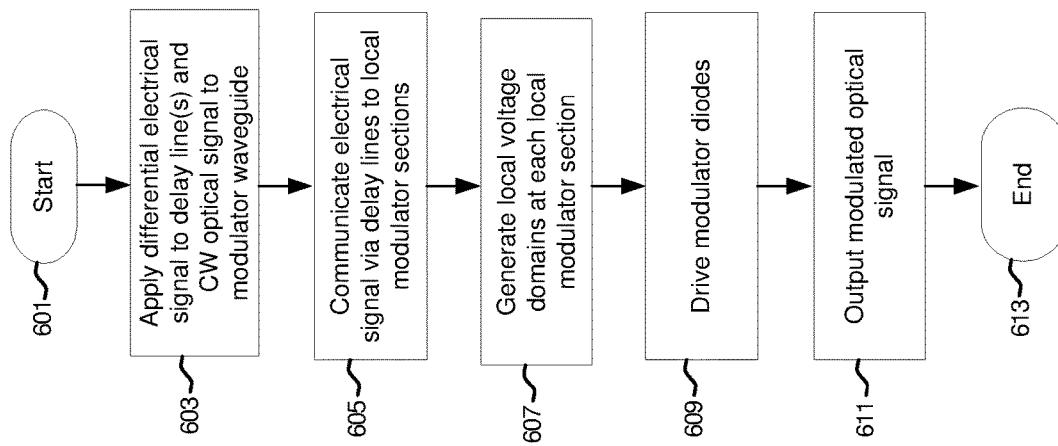 Start
601
Apply differential electrical
signal to delay line(s) and
CW optical signal to
modulator waveguide
603
Communicate electrical
signal via delay lines to local
modulator sections
605
Generate local voltage
domains at each local
modulator section
607
Drive modulator diodes
609
Output modulated optical
signal
611
End
613